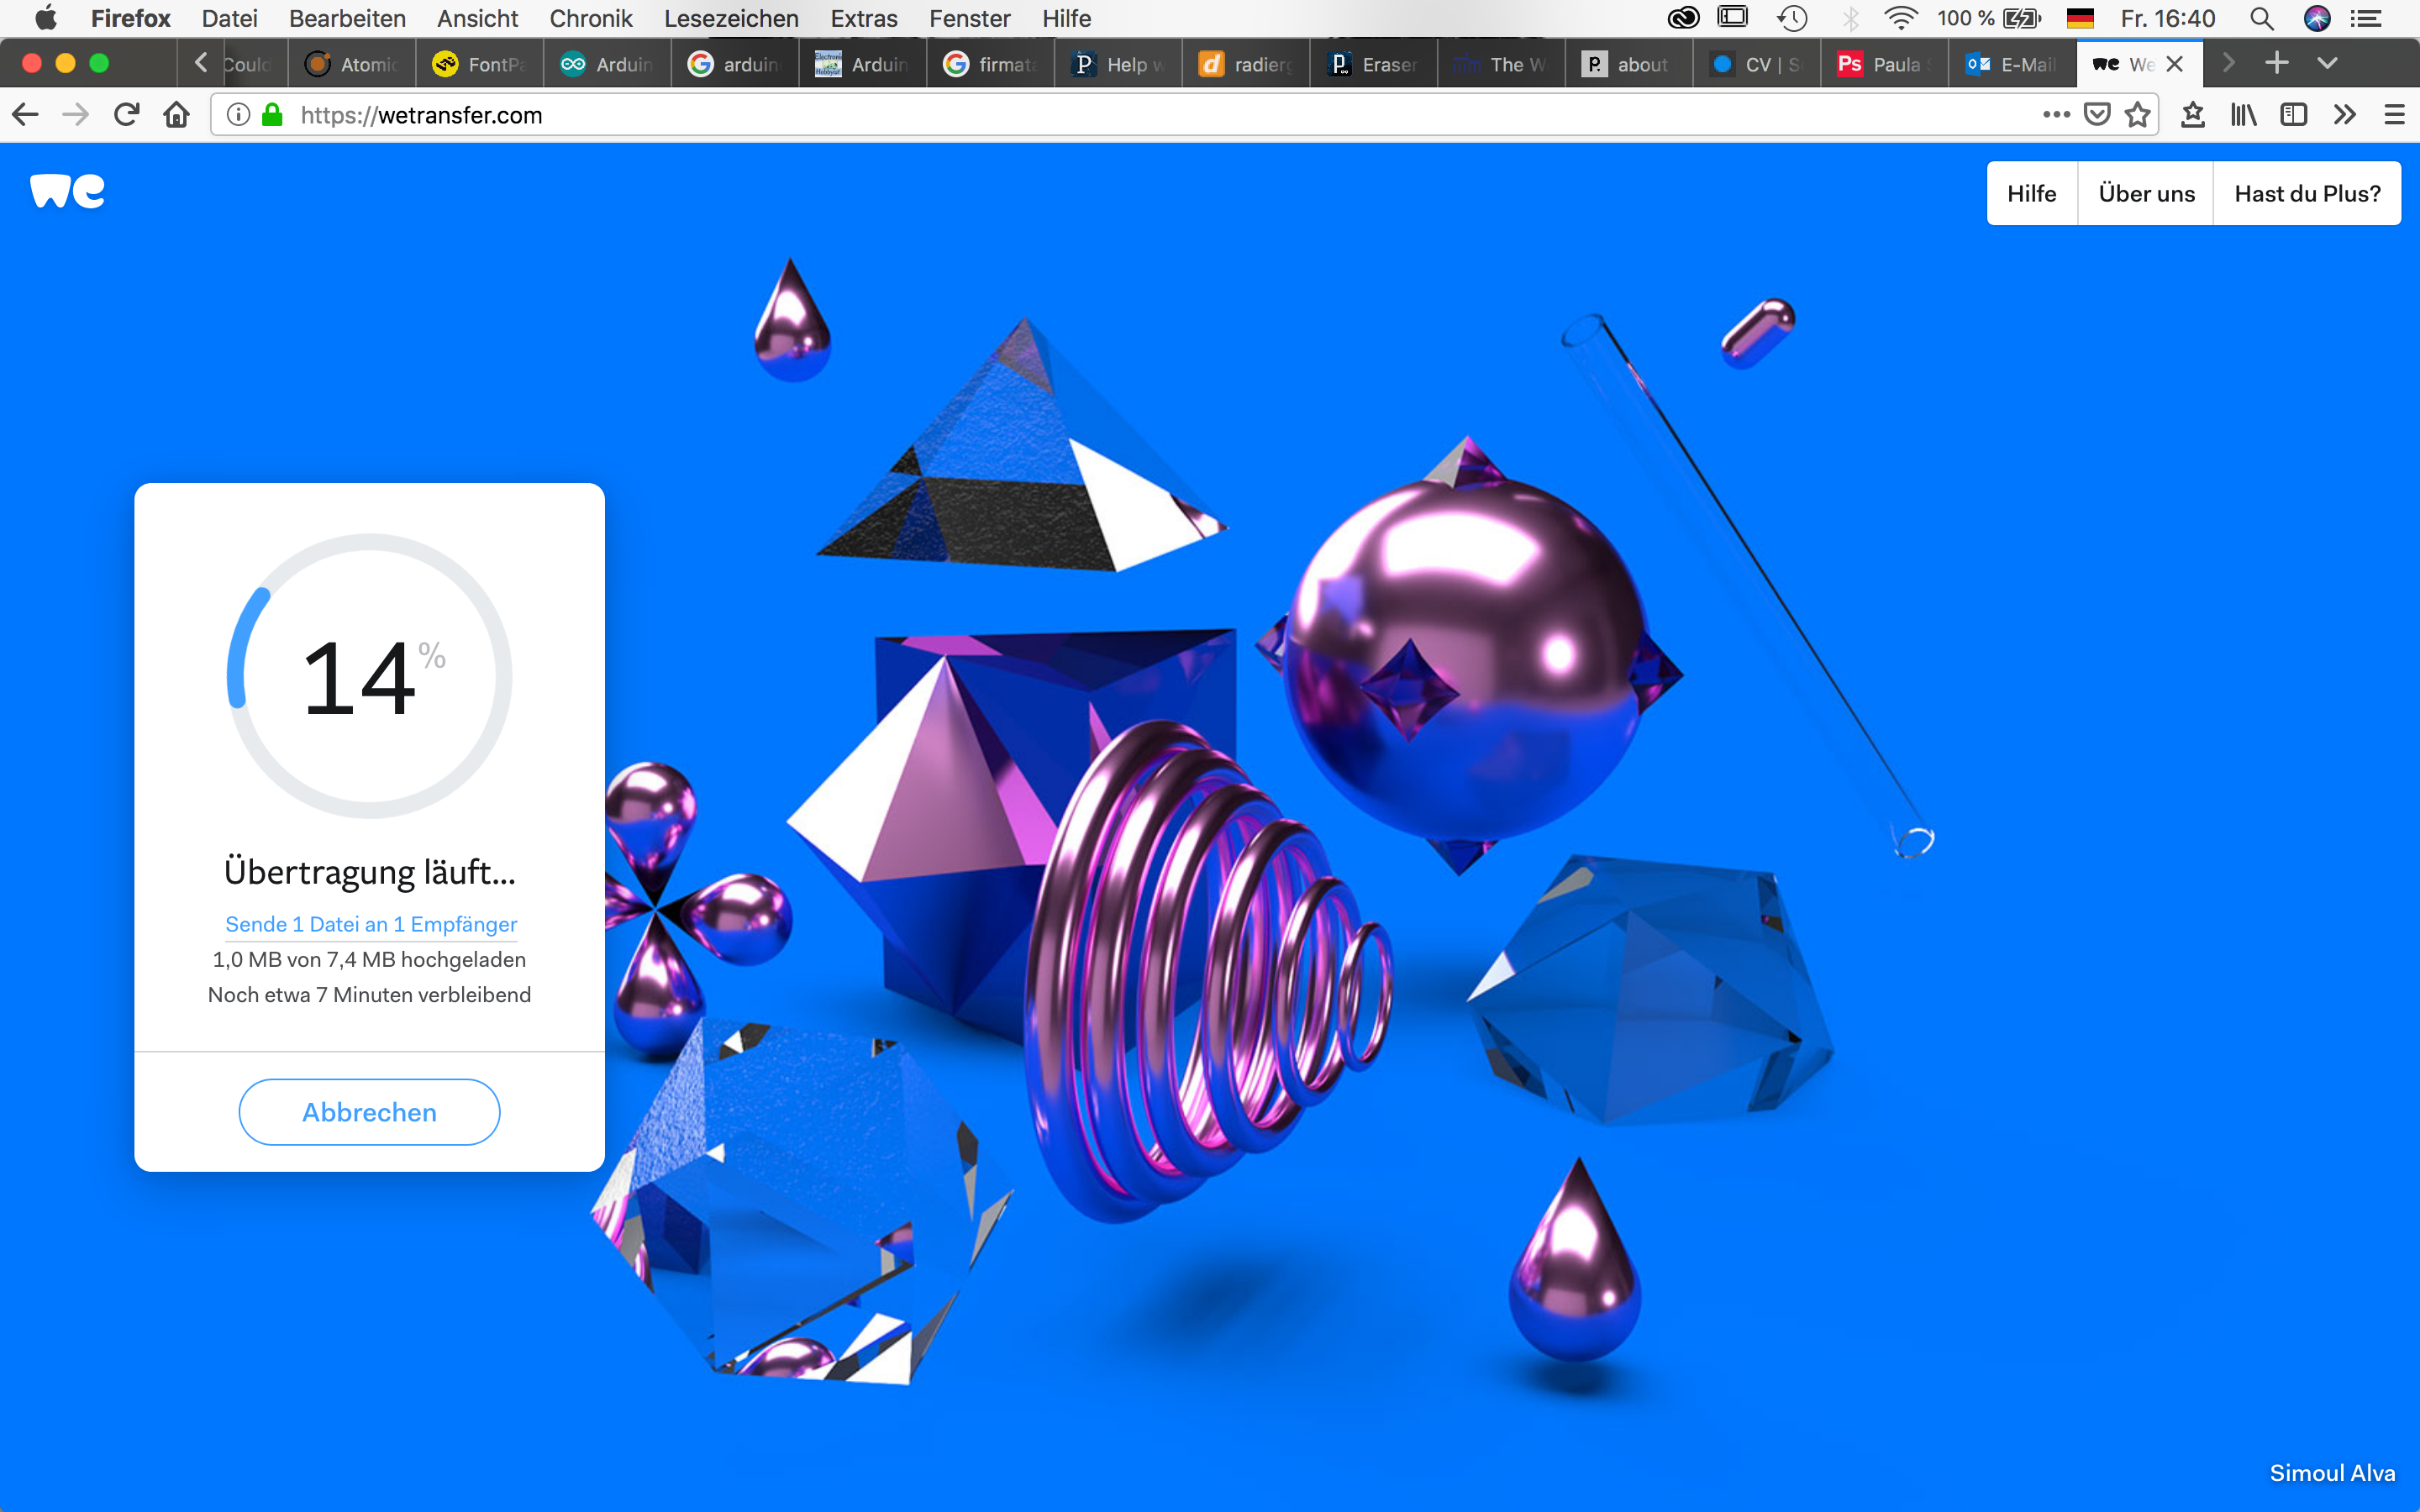 Firefox Datei Bearbeiten Ansicht Chronik Lesezeichen Extras Fenster Hilfe 100 % Fr. 16:40
Could Atomic FontPa Arduin arduin Arduin firmata Help w radierg Eraser The W about CV | S Paula E-Mail We
https://wetransfer.com
we Hilfe Über uns Hast du Plus?
14 %
Übertragung läuft...
Sende 1 Datei an 1 Empfänger
1,0 MB von 7,4 MB hochgeladen
Noch etwa 7 Minuten verbleibend
Abbrechen
Simoul Alva